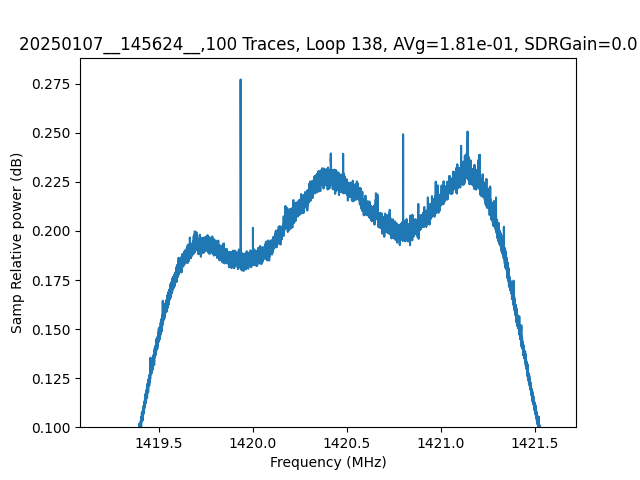 20250107__145624__,100 Traces, Loop 138, AVg=1.81e-01, SDRGain=0.0
Samp Relative power (dB)
0.275
0.250
0.225
0.200
0.175
0.150
0.125
0.100
1419.5 1420.0 1420.5 1421.0 1421.5
Frequency (MHz)